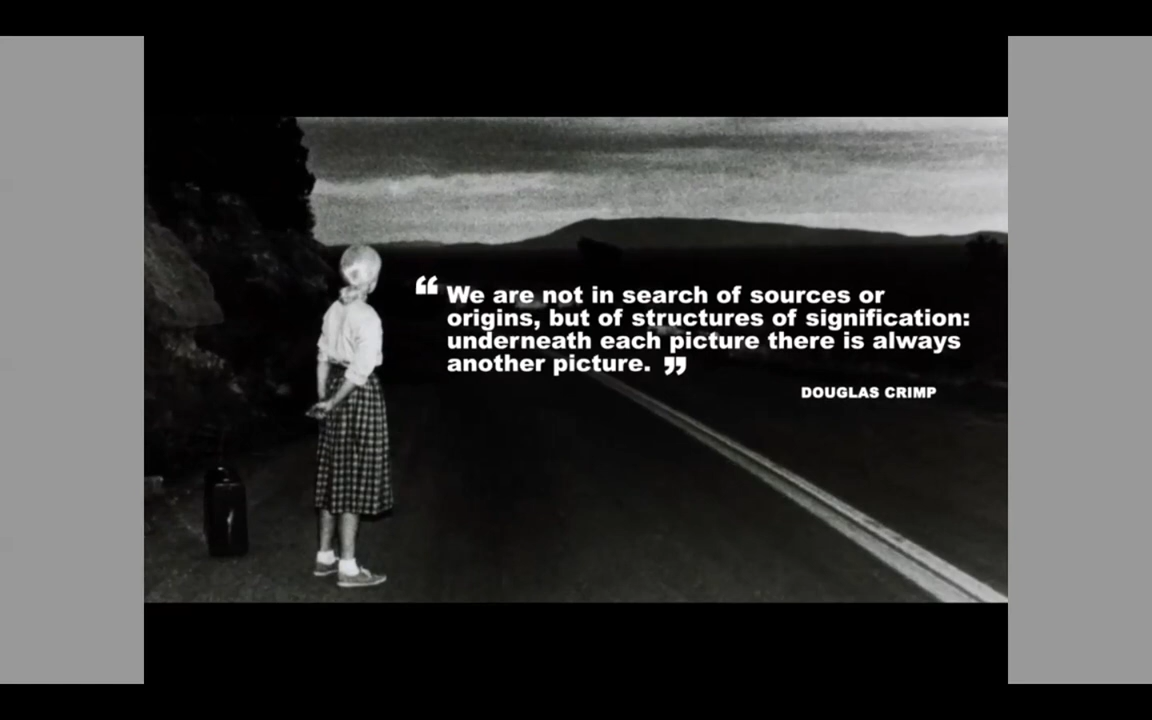 “ We are not in search of sources or
origins, but of structures of signification:
underneath each picture there is always
another picture. ”
DOUGLAS CRIMP